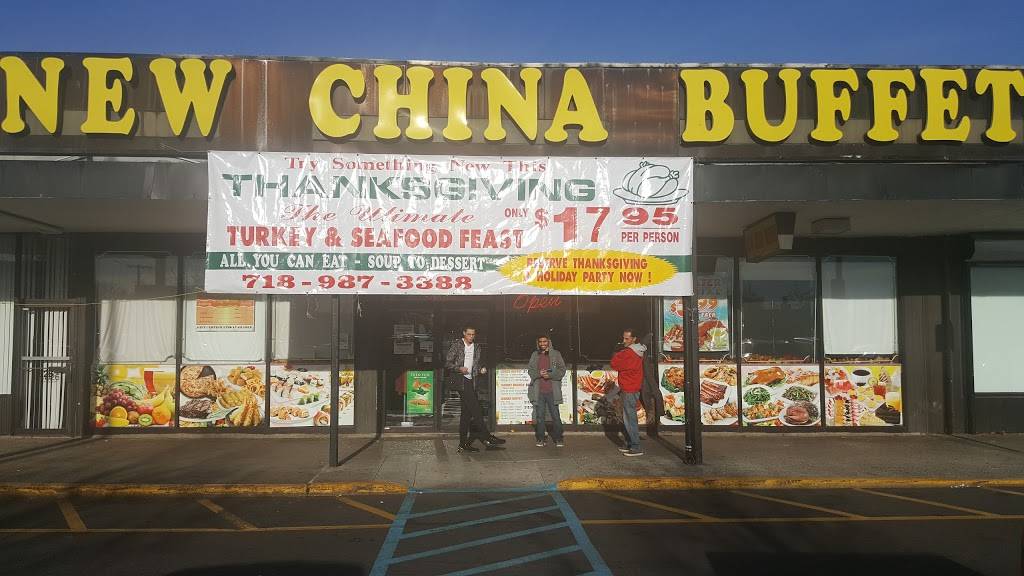 NEW CHINA BUFFET
Try Something New This
THANKSGIVING
The Ultimate
TURKEY & SEAFOOD FEAST
ONLY $17 95
PER PERSON
ALL YOU CAN EAT - SOUP TO DESSERT
RESERVE THANKSGIVING
HOLIDAY PARTY NOW !
718-987-3388
Open